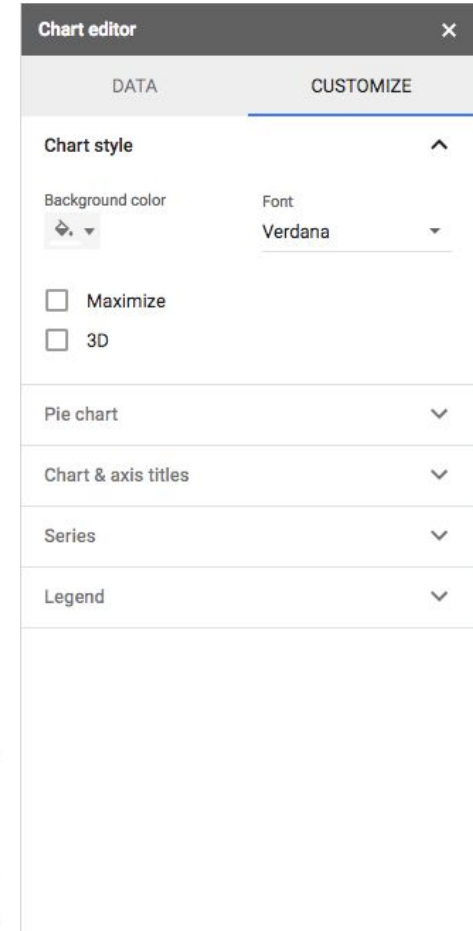 Chart editor
DATA CUSTOMIZE
Chart style
Background color Font
Verdana
Maximize
3D
Pie chart
Chart & axis titles
Series
Legend